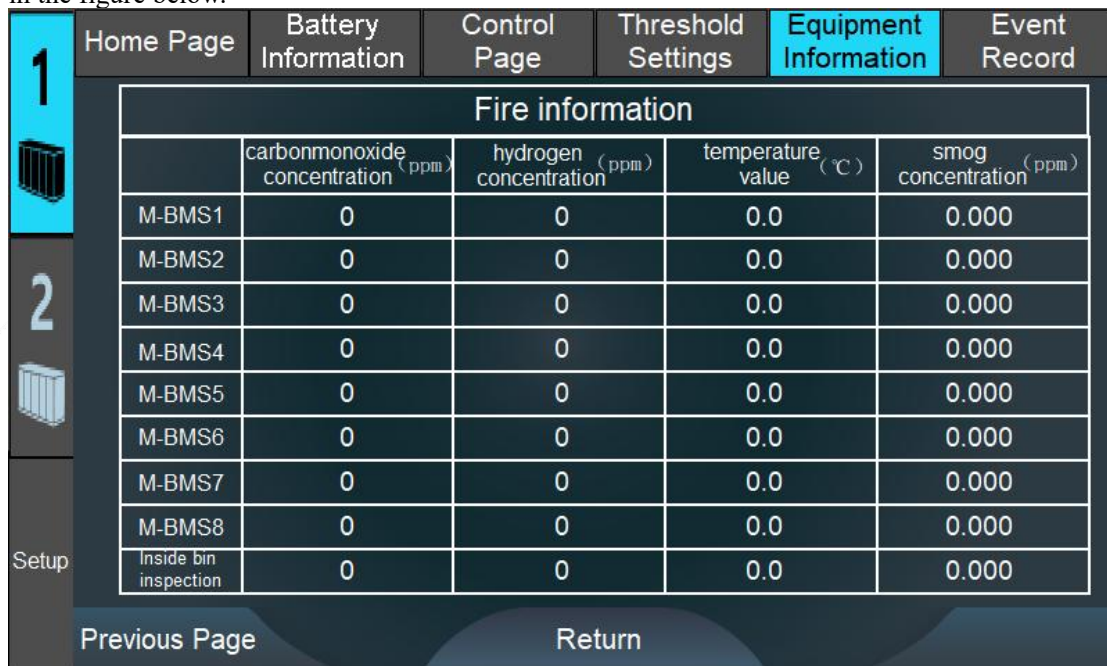 in the figure below.
Home Page Battery Information Control Page Threshold Settings Equipment Information Event Record
1
2
Setup
Fire information
carbonmonoxide concentration (ppm) hydrogen concentration (ppm) temperature value (℃) smog concentration (ppm)
M-BMS1 0 0 0.0 0.000
M-BMS2 0 0 0.0 0.000
M-BMS3 0 0 0.0 0.000
M-BMS4 0 0 0.0 0.000
M-BMS5 0 0 0.0 0.000
M-BMS6 0 0 0.0 0.000
M-BMS7 0 0 0.0 0.000
M-BMS8 0 0 0.0 0.000
Inside bin inspection 0 0 0.0 0.000
Previous Page Return